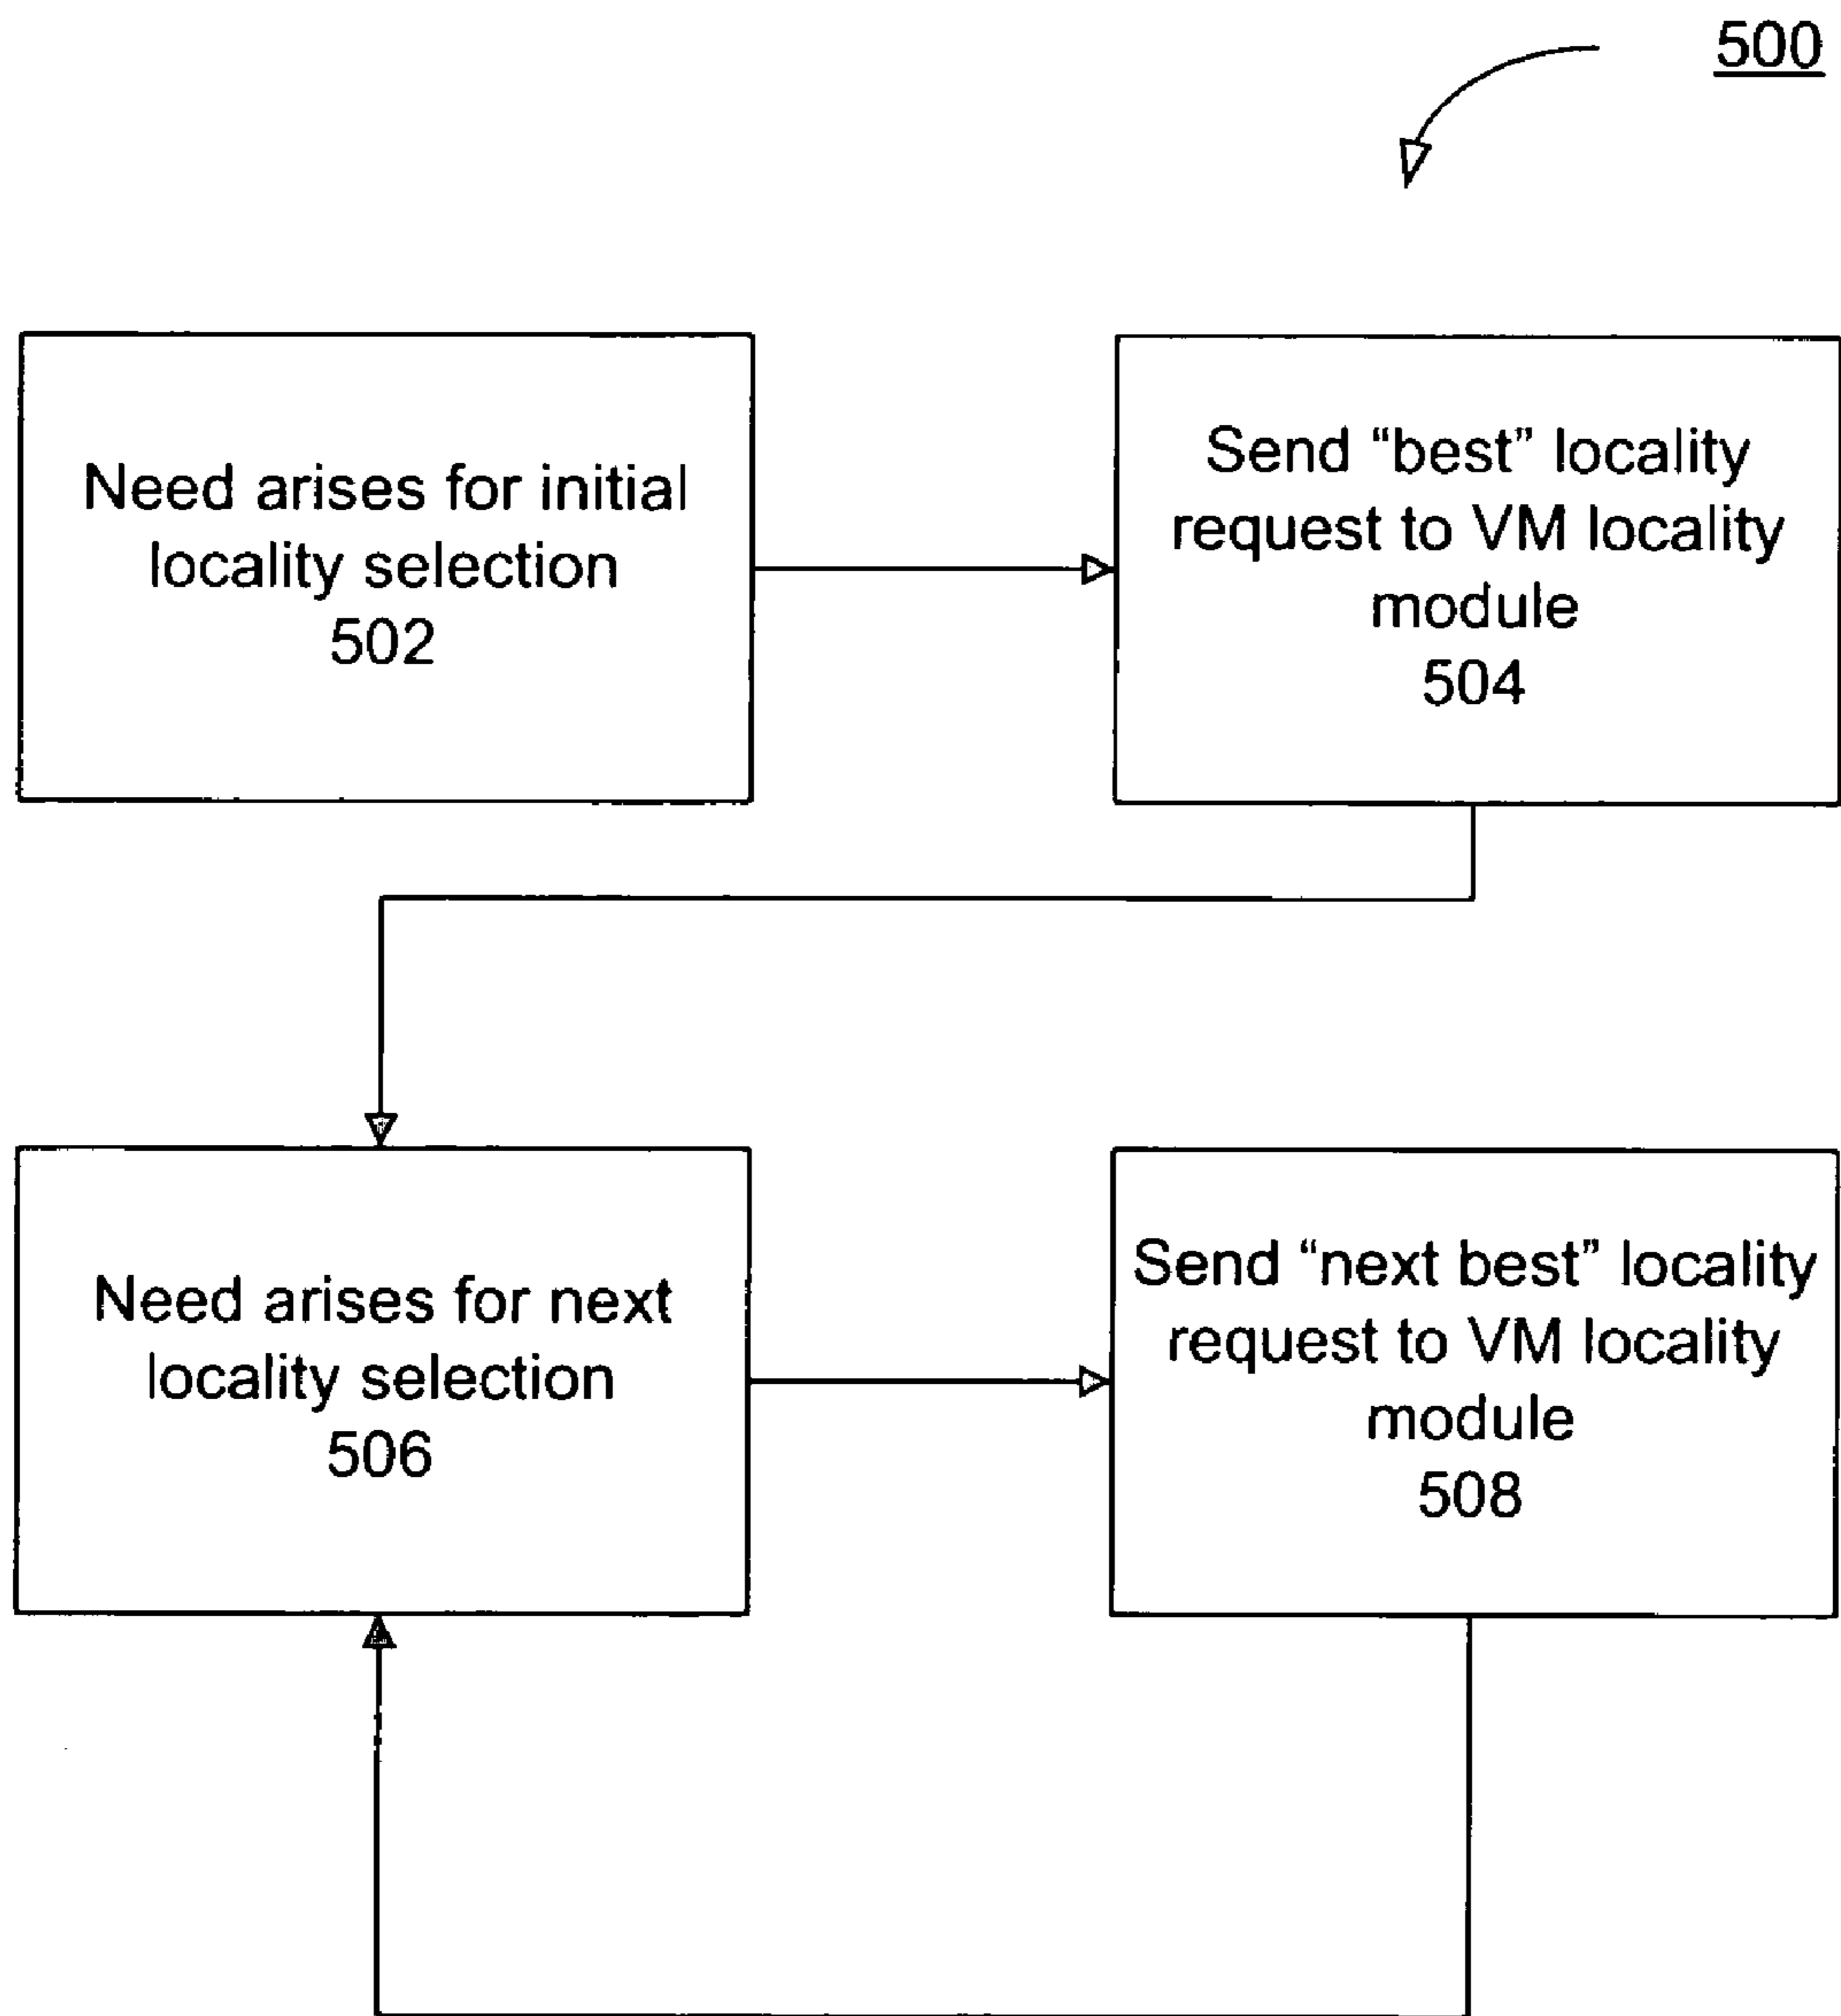 500
Need arises for initial
locality selection
502
Send “best” locality
request to VM locality
module
504
Need arises for next
locality selection
506
Send “next best” locality
request to VM locality
module
508